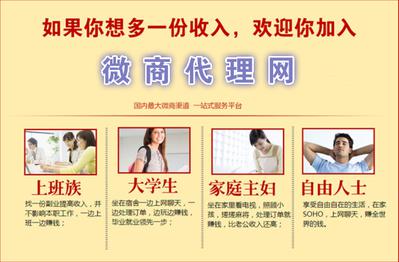 如果你想多一份收入，欢迎你加入
微商代理网
国内最大微商渠道 一站式服务平台
上班族
找一份副业提高收入，并
不影响本职工作，一边上
班一边赚钱；
大学生
坐在宿舍一边上网聊天，一
边处理订单，边玩边赚钱，
毕业就业领先一步；
家庭主妇
坐在家里看电视，照顾小
孩，搓搓麻将，处理订单就
赚钱，比老公收入还高；
自由人士
享受自由自在的生活，在家
SOHO，上网聊天，赚全世
界的钱。